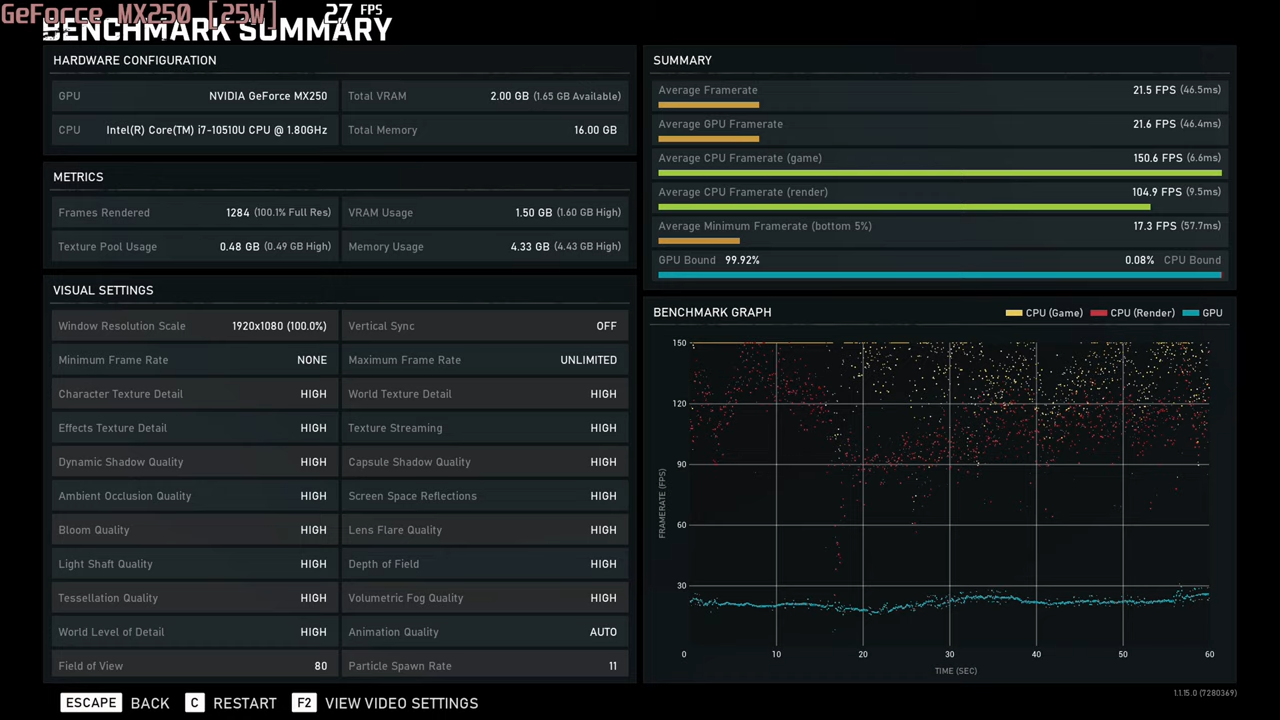 GeForce MX250 [25W] 27 FPS
BENCHMARK SUMMARY
HARDWARE CONFIGURATION
GPU NVIDIA GeForce MX250 Total VRAM 2.00 GB (1.65 GB Available)
CPU Intel(R) Core(TM) i7-10510U CPU @ 1.80GHz Total Memory 16.00 GB
METRICS
Frames Rendered 1284 (100.1% Full Res) VRAM Usage 1.50 GB (1.60 GB High)
Texture Pool Usage 0.48 GB (0.49 GB High) Memory Usage 4.33 GB (4.43 GB High)
VISUAL SETTINGS
Window Resolution Scale 1920x1080 (100.0%) Vertical Sync OFF
Minimum Frame Rate NONE Maximum Frame Rate UNLIMITED
Character Texture Detail HIGH World Texture Detail HIGH
Effects Texture Detail HIGH Texture Streaming HIGH
Dynamic Shadow Quality HIGH Capsule Shadow Quality HIGH
Ambient Occlusion Quality HIGH Screen Space Reflections HIGH
Bloom Quality HIGH Lens Flare Quality HIGH
Light Shaft Quality HIGH Depth of Field HIGH
Tessellation Quality HIGH Volumetric Fog Quality HIGH
World Level of Detail HIGH Animation Quality AUTO
Field of View 80 Particle Spawn Rate 11
SUMMARY
Average Framerate 21.5 FPS (46.5ms)
Average GPU Framerate 21.6 FPS (46.4ms)
Average CPU Framerate (game) 150.6 FPS (6.6ms)
Average CPU Framerate (render) 104.9 FPS (9.5ms)
Average Minimum Framerate (bottom 5%) 17.3 FPS (57.7ms)
GPU Bound 99.92% 0.08% CPU Bound
BENCHMARK GRAPH CPU (Game) CPU (Render) GPU
150
120
90
60
30
FRAMERATE (FPS)
0 10 20 30 40 50 60
TIME (SEC)
1.1.15.0 (7280369)
ESCAPE BACK C RESTART F2 VIEW VIDEO SETTINGS